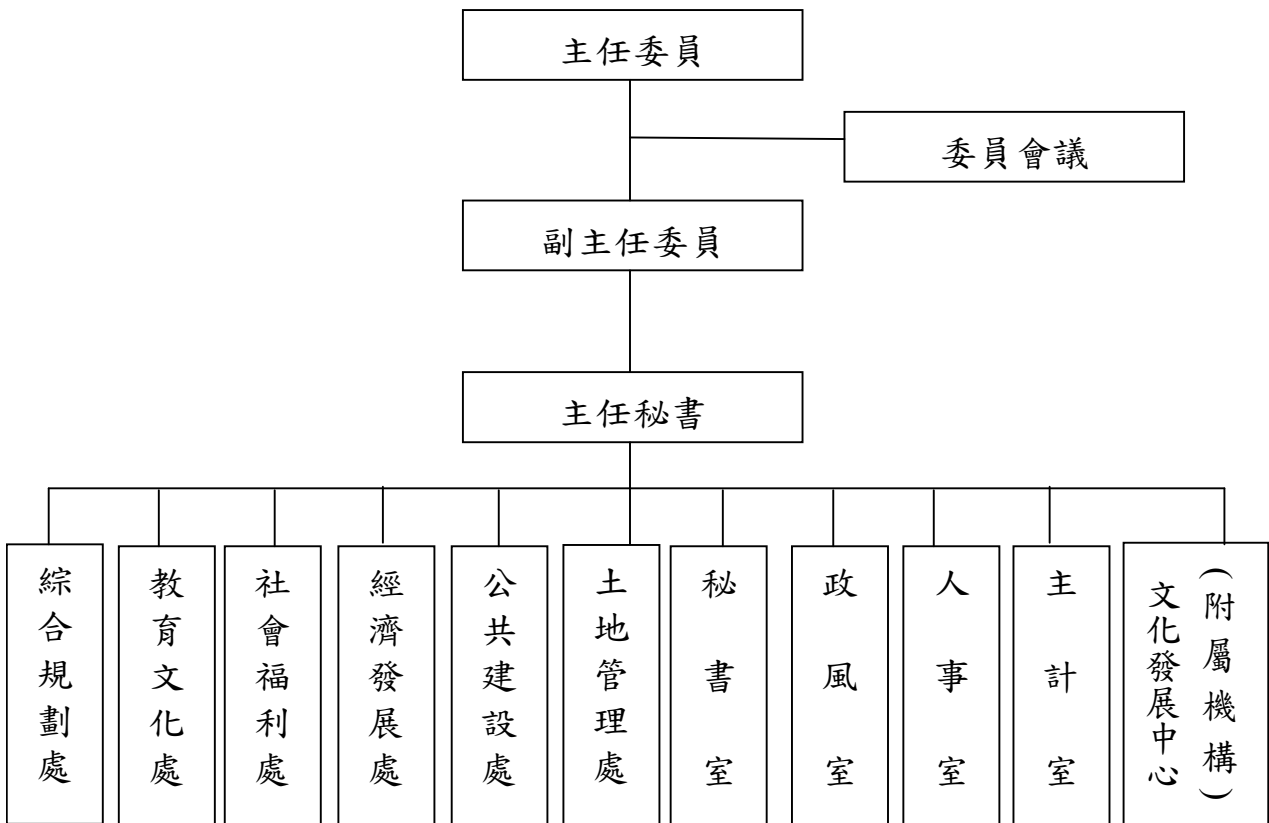 主任委員
委員會議
副主任委員
主任秘書
綜合規劃處
教育文化處
社會福利處
經濟發展處
公共建設處
土地管理處
秘書室
政風室
人事室
主計室
(附屬機構)
文化發展中心